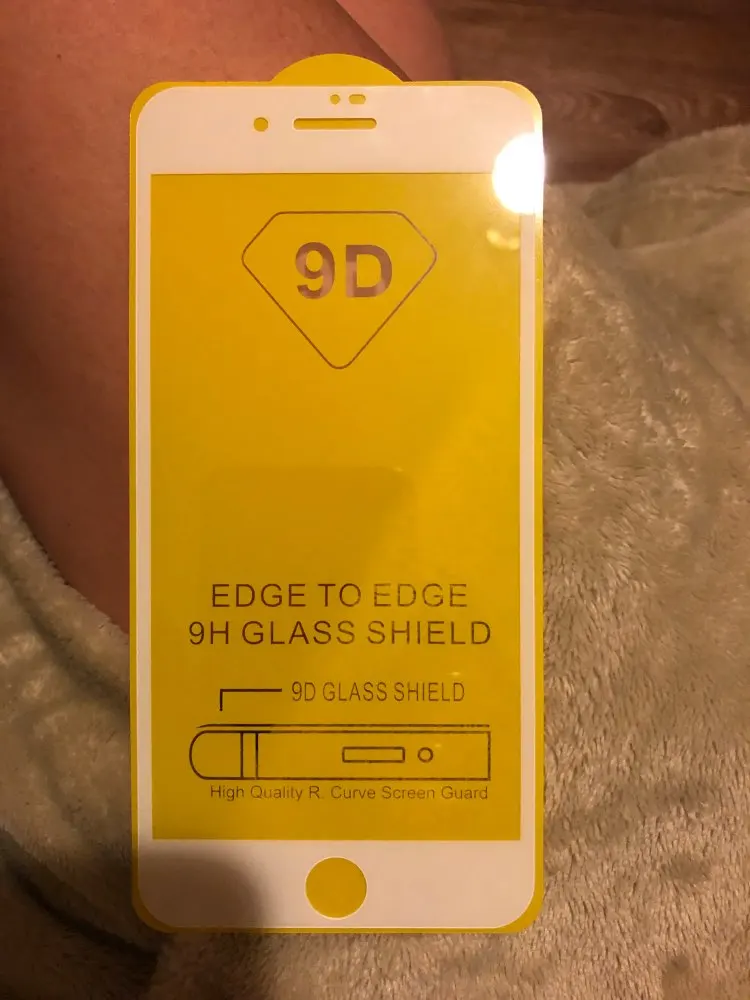 9D
EDGE TO EDGE
9H GLASS SHIELD
9D GLASS SHIELD
High Quality R. Curve Screen Guard